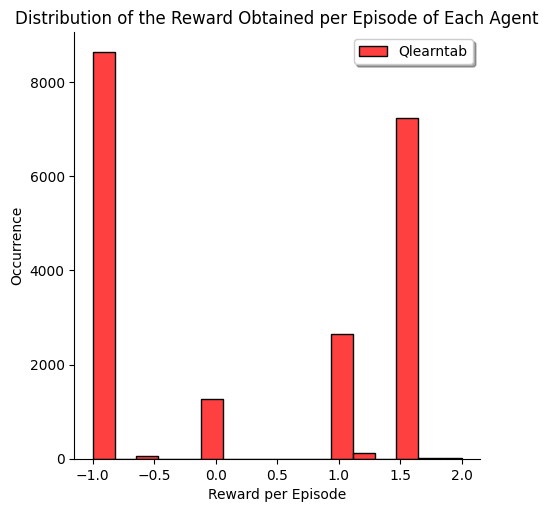 Distribution of the Reward Obtained per Episode of Each Agent
Qlearntab
8000
6000
4000
2000
0
Occurrence
−1.0 −0.5 0.0 0.5 1.0 1.5 2.0
Reward per Episode